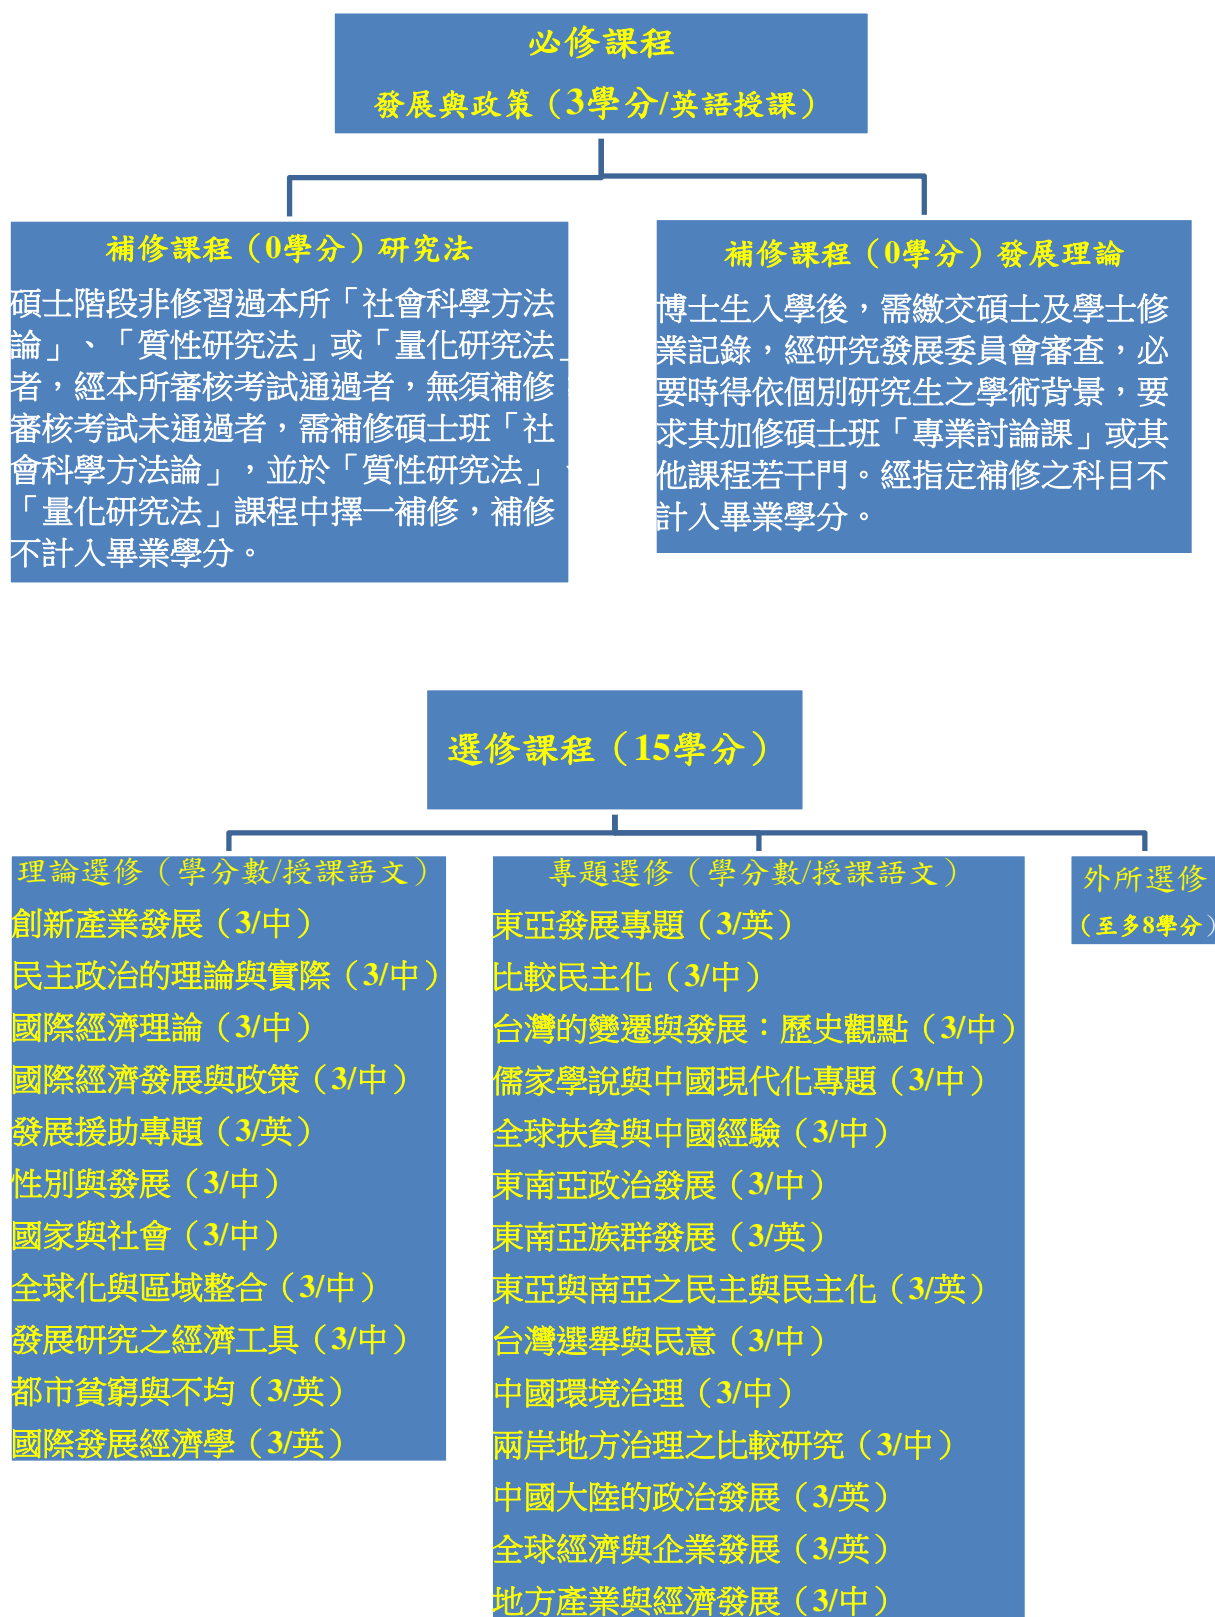 必修課程
發展與政策（3學分/英語授課）
補修課程（0學分）研究法
碩士階段非修習過本所「社會科學方法
論」、「質性研究法」或「量化研究法」
者，經本所審核考試通過者，無須補修
審核考試未通過者，需補修碩士班「社
會科學方法論」，並於「質性研究法」、
「量化研究法」課程中擇一補修，補修
不計入畢業學分。
補修課程（0學分）發展理論
博士生入學後，需繳交碩士及學士修
業記錄，經研究發展委員會審查，必
要時得依個別研究生之學術背景，要
求其加修碩士班「專業討論課」或其
他課程若干門。經指定補修之科目不
計入畢業學分。
選修課程（15學分）
理論選修（學分數/授課語文）
創新產業發展（3/中）
民主政治的理論與實際（3/中）
國際經濟理論（3/中）
國際經濟發展與政策（3/中）
發展援助專題（3/英）
性別與發展（3/中）
國家與社會（3/中）
全球化與區域整合（3/中）
發展研究之經濟工具（3/中）
都市貧窮與不均（3/英）
國際發展經濟學（3/英）
專題選修（學分數/授課語文）
東亞發展專題（3/英）
比較民主化（3/中）
台灣的變遷與發展：歷史觀點（3/中）
儒家學說與中國現代化專題（3/中）
全球扶貧與中國經驗（3/中）
東南亞政治發展（3/中）
東南亞族群發展（3/英）
東亞與南亞之民主與民主化（3/英）
台灣選舉與民意（3/中）
中國環境治理（3/中）
兩岸地方治理之比較研究（3/中）
中國大陸的政治發展（3/英）
全球經濟與企業發展（3/英）
地方產業與經濟發展（3/中）
外所選修
（至多8學分）